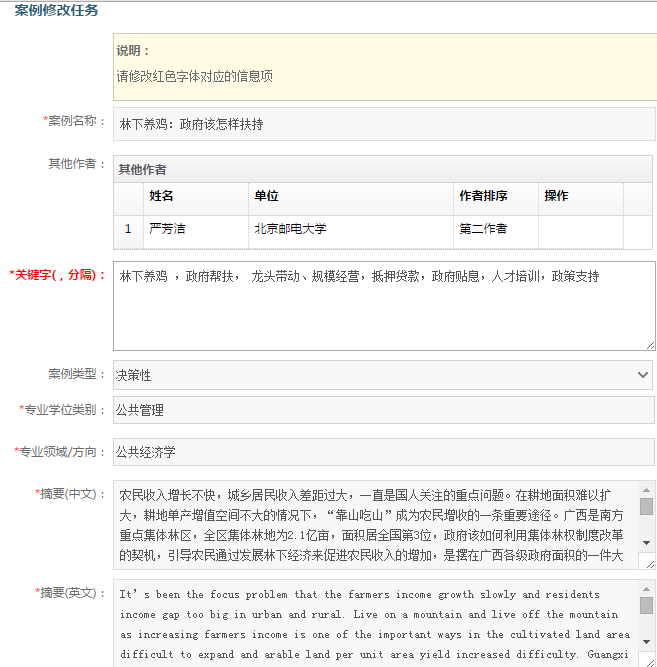 案例修改任务
说明：
请修改红色字体对应的信息项
*案例名称： 林下养鸡：政府该怎样扶持
其他作者： 其他作者
姓名 单位 作者排序 操作
1 严芳洁 北京邮电大学 第二作者
*关键字(，分隔)： 林下养鸡 ，政府帮扶， 龙头带动、规模经营，抵押贷款，政府贴息，人才培训，政策支持
案例类型： 决策性
*专业学位类别： 公共管理
*专业领域/方向： 公共经济学
*摘要(中文)： 农民收入增长不快，城乡居民收入差距过大，一直是国人关注的重点问题。在耕地面积难以扩
大，耕地单产增值空间不大的情况下，“靠山吃山”成为农民增收的一条重要途径。广西是南方
重点集体林区，全区集体林地为2.1亿亩，面积居全国第3位，政府该如何利用集体林权制度改革
的契机，引导农民通过发展林下经济来促进农民收入的增加，是摆在广西各级政府面积的一件大
*摘要(英文)： It's been the focus problem that the farmers income growth slowly and residents
income gap too big in urban and rural. Live on a mountain and live off the mountain
as increasing farmers income is one of the important ways in the cultivated land area
difficult to expand and arable land per unit area yield increased difficulty. Guangxi